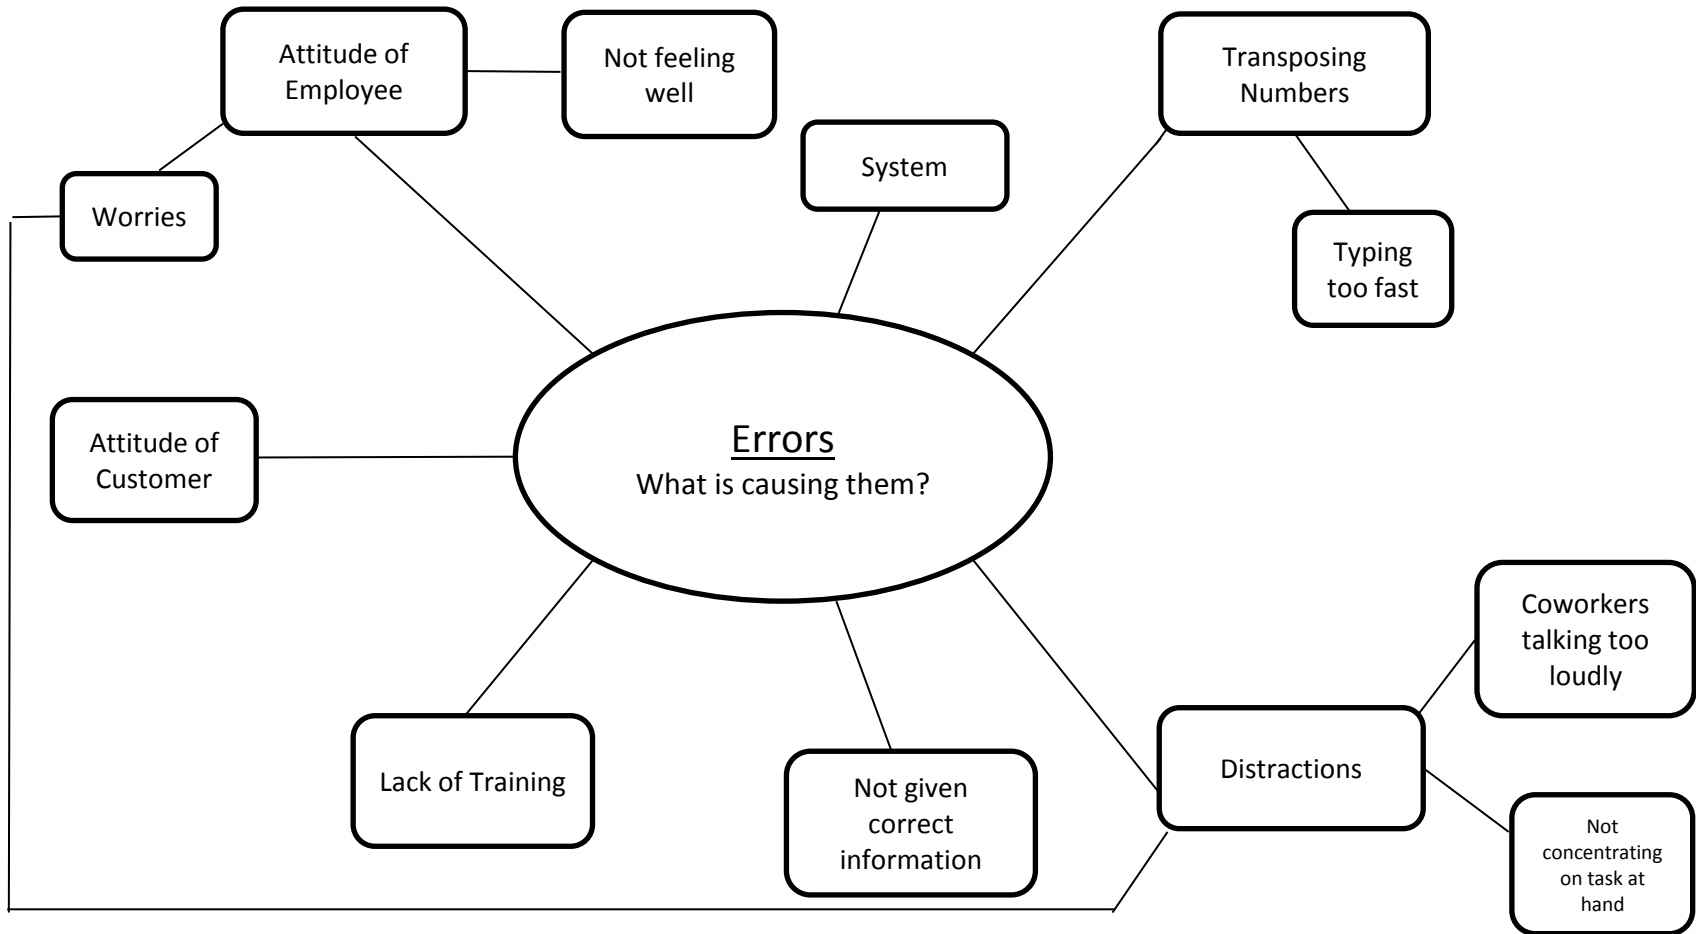 Attitude of
Employee
Not feeling
well
Transposing
Numbers
System
Worries
Typing
too fast
Errors
What is causing them?
Attitude of
Customer
Coworkers
talking too
loudly
Lack of Training
Not given
correct
information
Distractions
Not
concentrating
on task at
hand